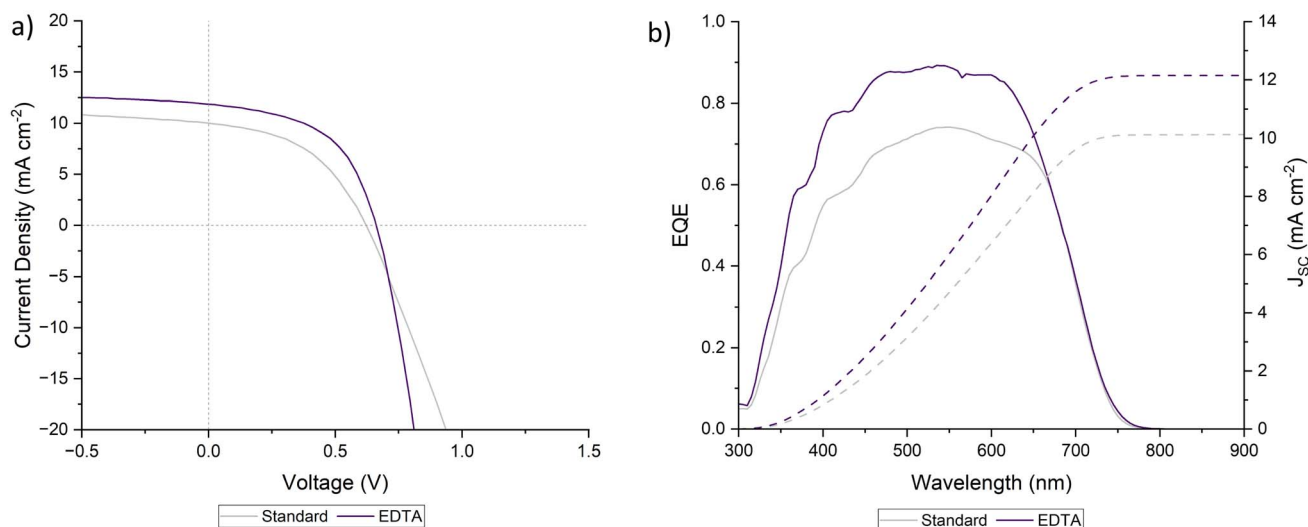 a)
Current Density (mA cm⁻²)
20
15
10
5
0
−5
−10
−15
−20
−0.5 0.0 0.5 1.0 1.5
Voltage (V)
Standard EDTA
b)
EQE
1.0
0.8
0.6
0.4
0.2
0.0
300 400 500 600 700 800 900
Wavelength (nm)
14
12
10
8
6
4
2
0
J_SC (mA cm⁻²)
Standard EDTA